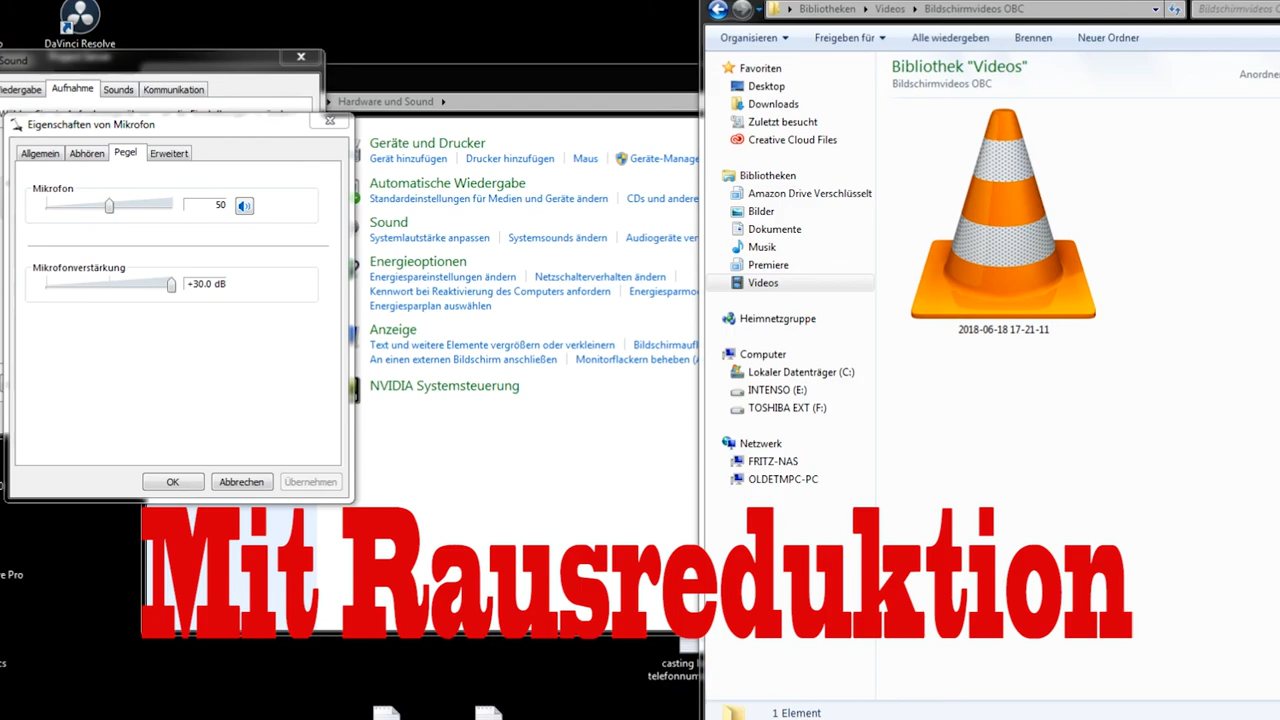 DaVinci Resolve
Sound
Aufnahme
Sounds
Kommunikation
Eigenschaften von Mikrofon
Allgemein
Abhören
Pegel
Erweitert
Mikrofon
50
Mikrofonverstärkung
+30.0 dB
OK
Abbrechen
Übernehmen
Hardware und Sound
Geräte und Drucker
Gerät hinzufügen
Drucker hinzufügen
Maus
Geräte-Manage
Automatische Wiedergabe
Standardeinstellungen für Medien und Geräte ändern
CDs und andere
Sound
Systemlautstärke anpassen
Systemsounds ändern
Audiogeräte ver
Energieoptionen
Energiespareinstellungen ändern
Netzschalterverhalten ändern
Kennwort bei Reaktivierung des Computers anfordern
Energiesparmo
Energiesparplan auswählen
Anzeige
Text und weitere Elemente vergrößern oder verkleinern
Bildschirmaufl
An einen externen Bildschirm anschließen
Monitorflackern beheben (A
NVIDIA Systemsteuerung
Bibliotheken
Videos
Bildschirmvideos OBC
Bildschirmvideos OBC
Organisieren
Freigeben für
Alle wiedergeben
Brennen
Neuer Ordner
Favoriten
Desktop
Downloads
Zuletzt besucht
Creative Cloud Files
Bibliotheken
Amazon Drive Verschlüsselt
Bilder
Dokumente
Musik
Premiere
Videos
Heimnetzgruppe
Computer
Lokaler Datenträger (C:)
INTENSO (E:)
TOSHIBA EXT (F:)
Netzwerk
FRITZ-NAS
OLDETMPC-PC
Bibliothek "Videos"
Bildschirmvideos OBC
Anordner
2018-06-18 17-21-11
Mit Rausreduktion
ve Pro
casting
telefonnum
1 Element